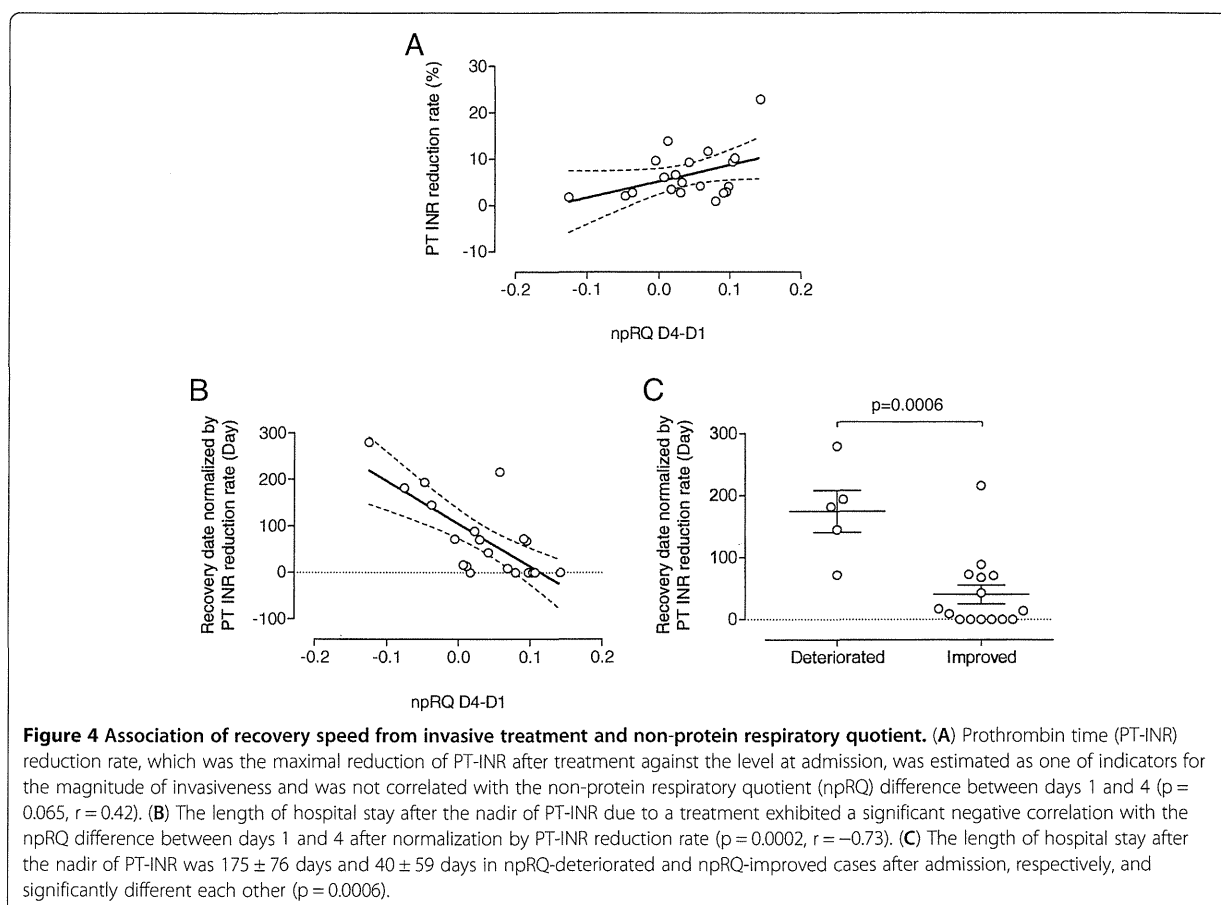 A
PT INR reduction rate (%)
30
20
10
0
-10
-0.2 -0.1 0.0 0.1 0.2
npRQ D4-D1
B
Recovery date normalized by
PT INR reduction rate (Day)
300
200
100
0
-100
-0.2 -0.1 0.0 0.1 0.2
npRQ D4-D1
C
Recovery date normalized by
PT INR reduction rate (Day)
p=0.0006
300
200
100
0
Deteriorated Improved
Figure 4 Association of recovery speed from invasive treatment and non-protein respiratory quotient. (A) Prothrombin time (PT-INR)
reduction rate, which was the maximal reduction of PT-INR after treatment against the level at admission, was estimated as one of indicators for
the magnitude of invasiveness and was not correlated with the non-protein respiratory quotient (npRQ) difference between days 1 and 4 (p =
0.065, r = 0.42). (B) The length of hospital stay after the nadir of PT-INR due to a treatment exhibited a significant negative correlation with the
npRQ difference between days 1 and 4 after normalization by PT-INR reduction rate (p = 0.0002, r = −0.73). (C) The length of hospital stay after
the nadir of PT-INR was 175 ± 76 days and 40 ± 59 days in npRQ-deteriorated and npRQ-improved cases after admission, respectively, and
significantly different each other (p = 0.0006).